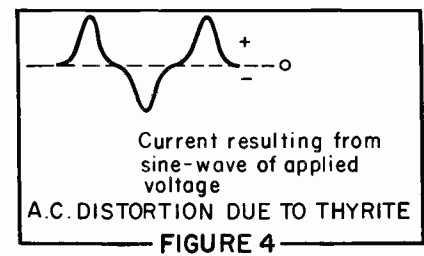 +
O
−
Current resulting from
sine-wave of applied
voltage
A.C. DISTORTION DUE TO THYRITE
FIGURE 4